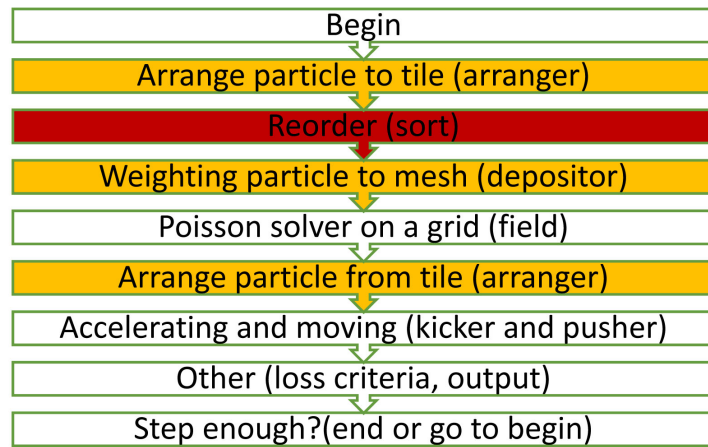 Begin
Arrange particle to tile (arranger)
Reorder (sort)
Weighting particle to mesh (depositor)
Poisson solver on a grid (field)
Arrange particle from tile (arranger)
Accelerating and moving (kicker and pusher)
Other (loss criteria, output)
Step enough?(end or go to begin)